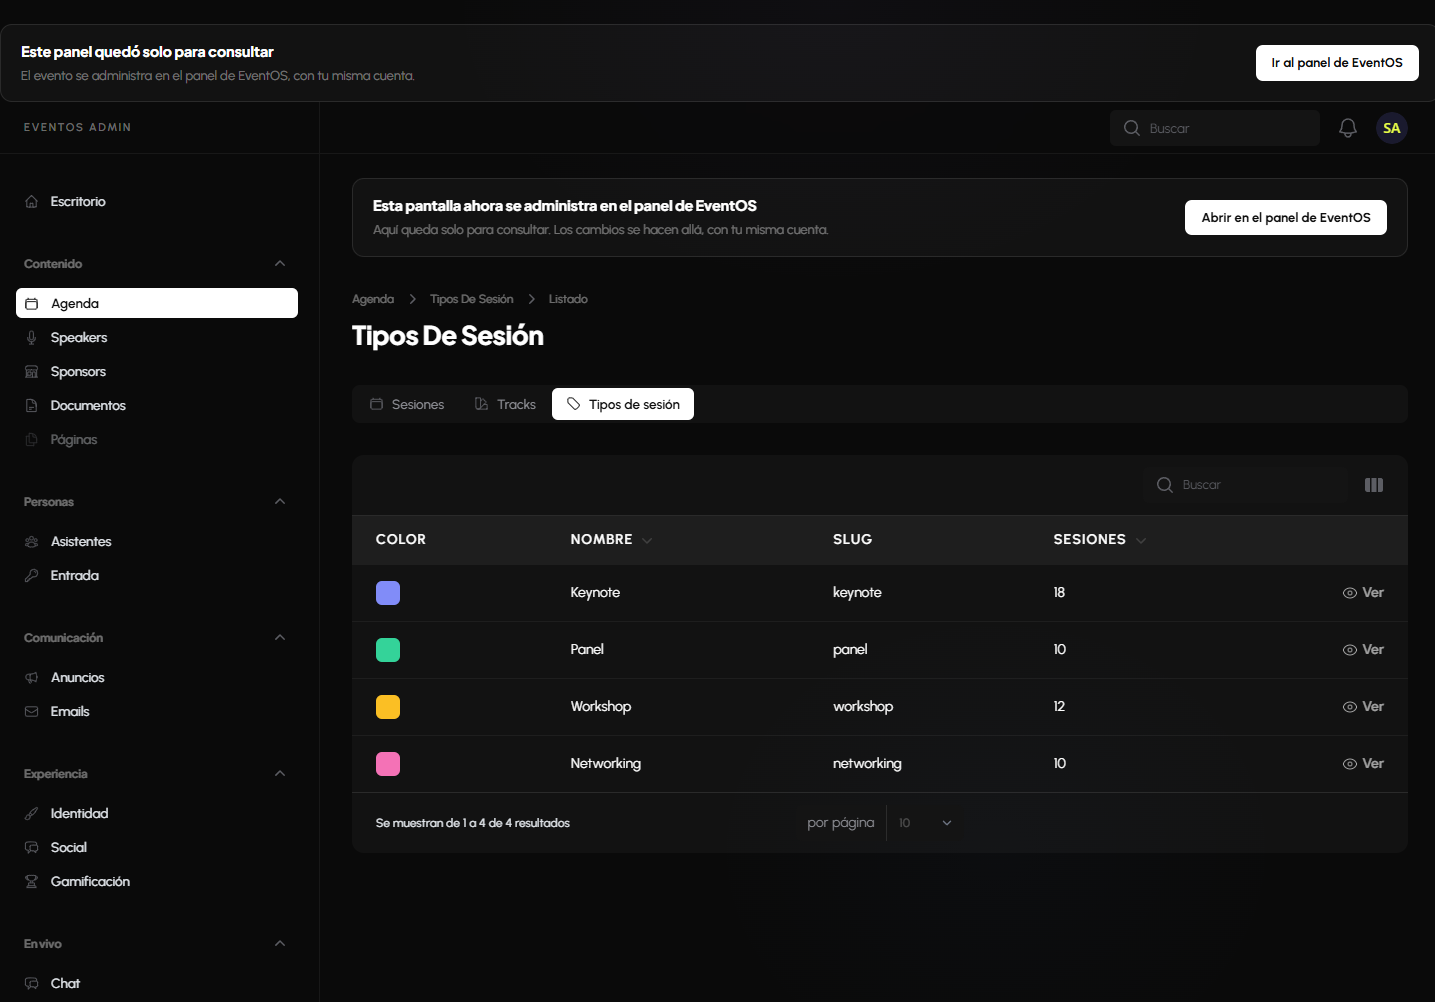 Este panel quedó solo para consultar
El evento se administra en el panel de EventOS, con tu misma cuenta.
Ir al panel de EventOS
EVENTOS ADMIN
Buscar
SA
Escritorio
Contenido
Agenda
Speakers
Sponsors
Documentos
Páginas
Personas
Asistentes
Entrada
Comunicación
Anuncios
Emails
Experiencia
Identidad
Social
Gamificación
En vivo
Chat
Esta pantalla ahora se administra en el panel de EventOS
Aquí queda solo para consultar. Los cambios se hacen allá, con tu misma cuenta.
Abrir en el panel de EventOS
Agenda Tipos De Sesión Listado
Tipos De Sesión
Sesiones Tracks Tipos de sesión
Buscar
COLOR NOMBRE SLUG SESIONES
Keynote keynote 18 Ver
Panel panel 10 Ver
Workshop workshop 12 Ver
Networking networking 10 Ver
Se muestran de 1 a 4 de 4 resultados por página 10